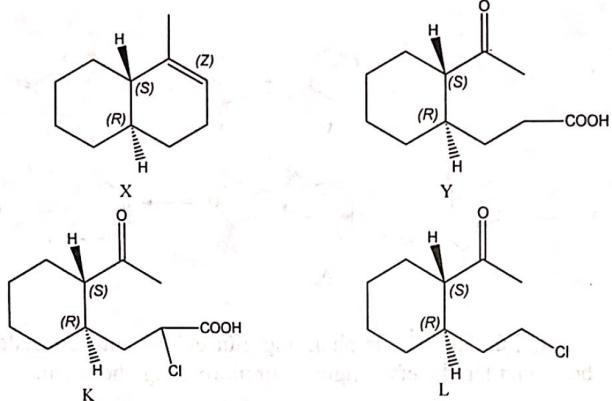 H (Z) (S) (R) H
X
O H (S) (R) COOH H
Y
O H (S) (R) COOH Cl H
K
O H (S) (R) Cl H
L